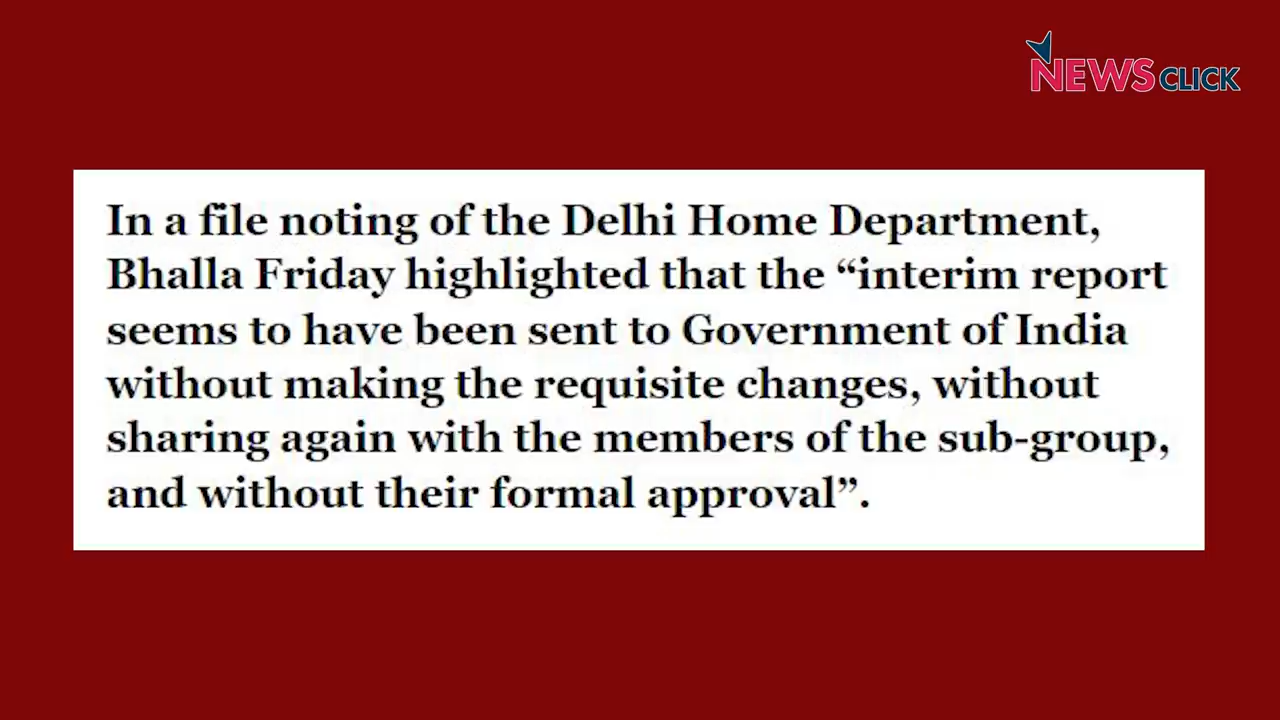 NEWSCLICK
In a file noting of the Delhi Home Department,
Bhalla Friday highlighted that the “interim report
seems to have been sent to Government of India
without making the requisite changes, without
sharing again with the members of the sub-group,
and without their formal approval”.